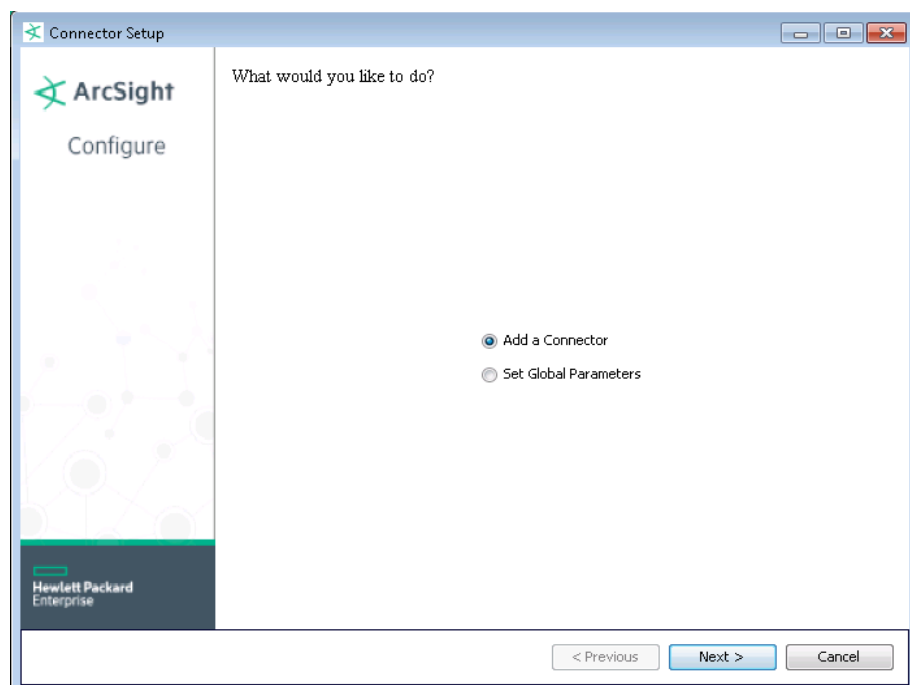 Connector Setup
ArcSight
Configure
What would you like to do?
Add a Connector
Set Global Parameters
Hewlett Packard
Enterprise
< Previous
Next >
Cancel